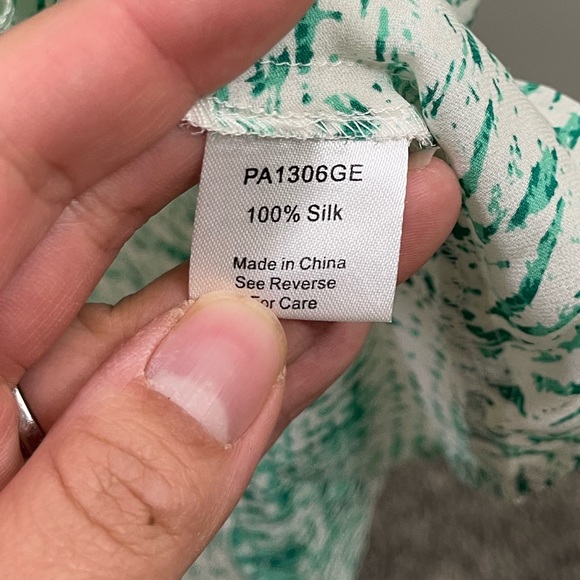 PA1306GE
100% Silk
Made in China
See Reverse
For Care